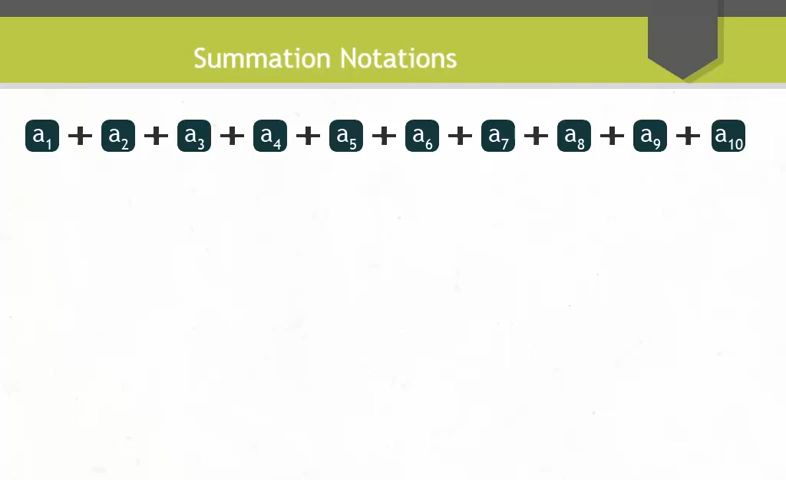 Summation Notations
a₁ + a₂ + a₃ + a₄ + a₅ + a₆ + a₇ + a₈ + a₉ + a₁₀